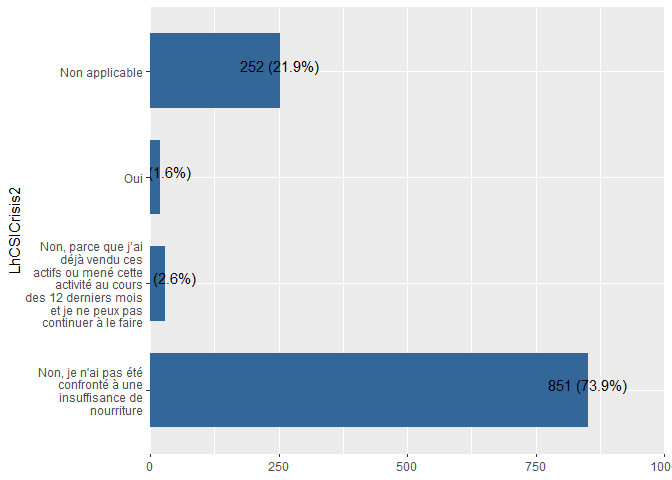 LhCSICrisis2
Non applicable
252 (21.9%)
Oui
(1.6%)
Non, parce que j'ai
déjà vendu ces
actifs ou mené cette
activité au cours
des 12 derniers mois
et je ne peux pas
continuer à le faire
(2.6%)
Non, je n'ai pas été
confronté à une
insuffisance de
nourriture
851 (73.9%)
0
250
500
750